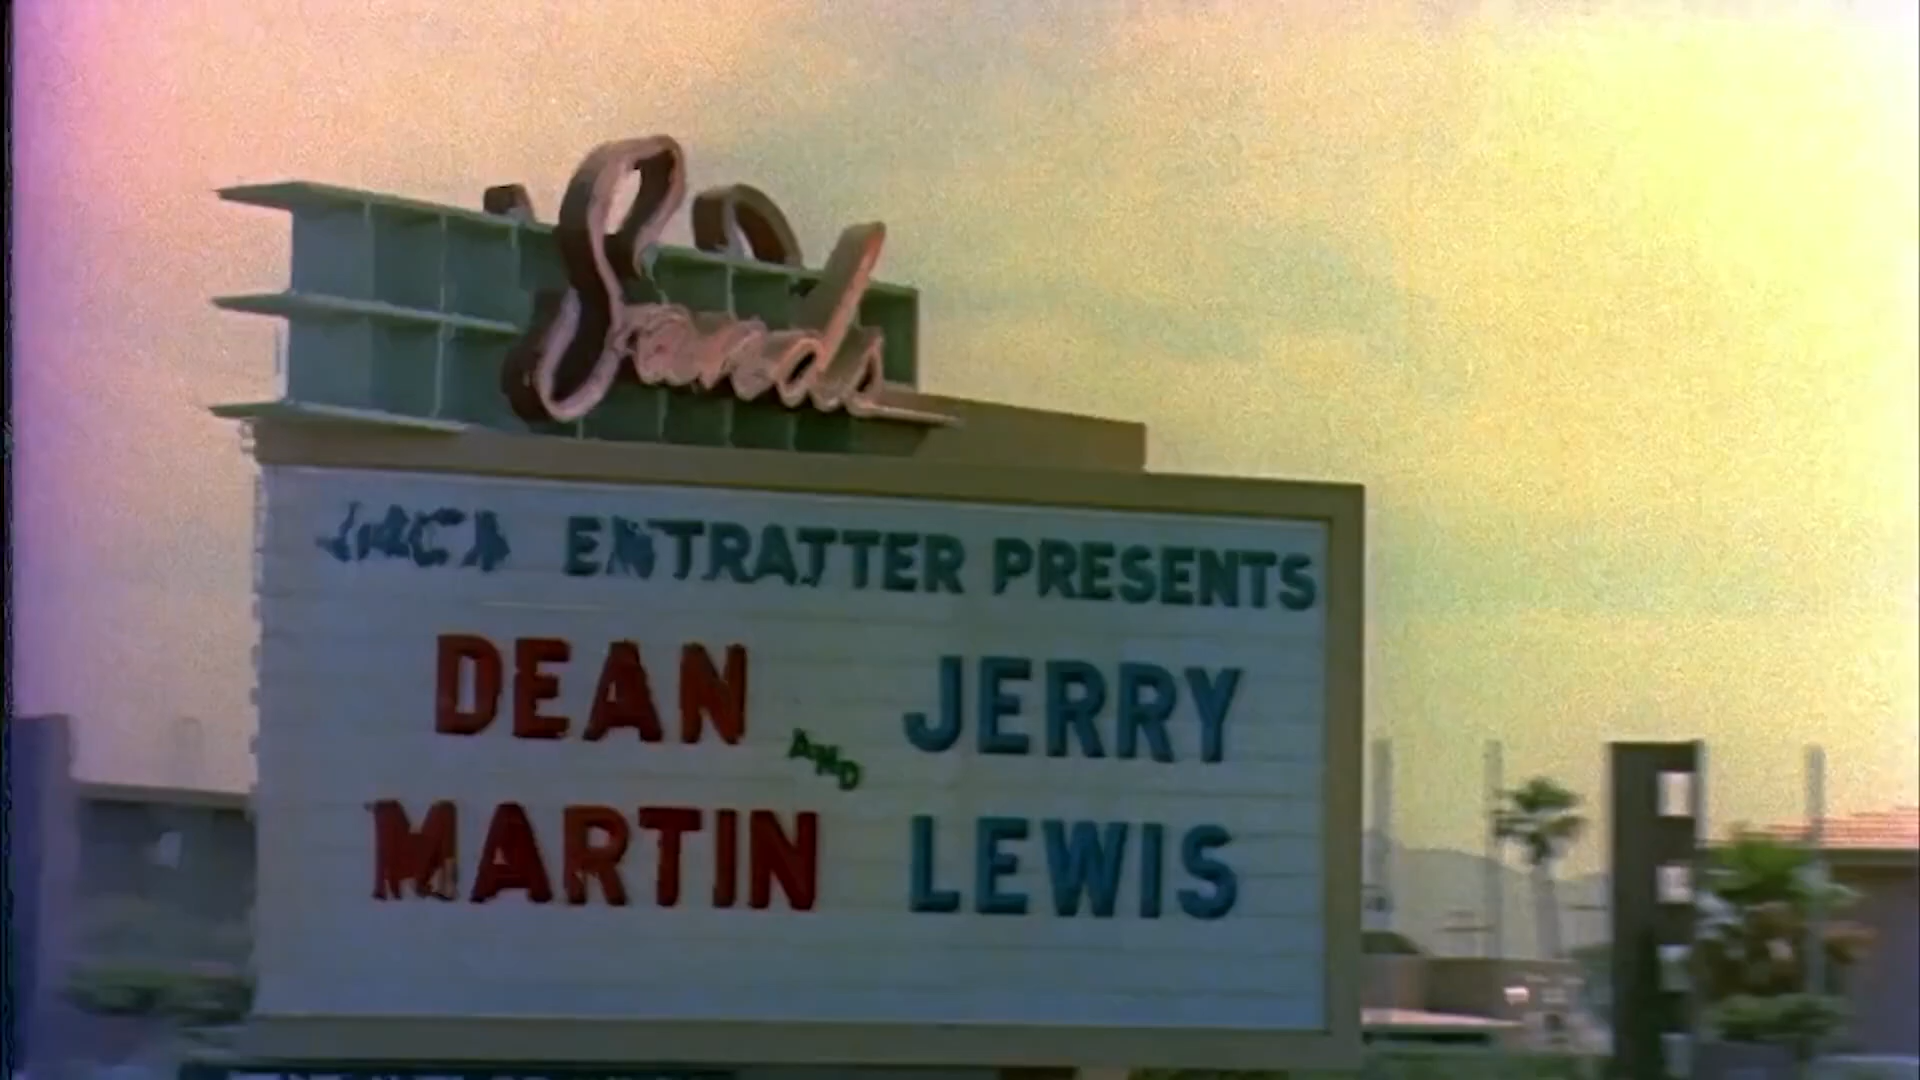 Sands
ENTRATTER PRESENTS
DEAN AND JERRY
MARTIN LEWIS